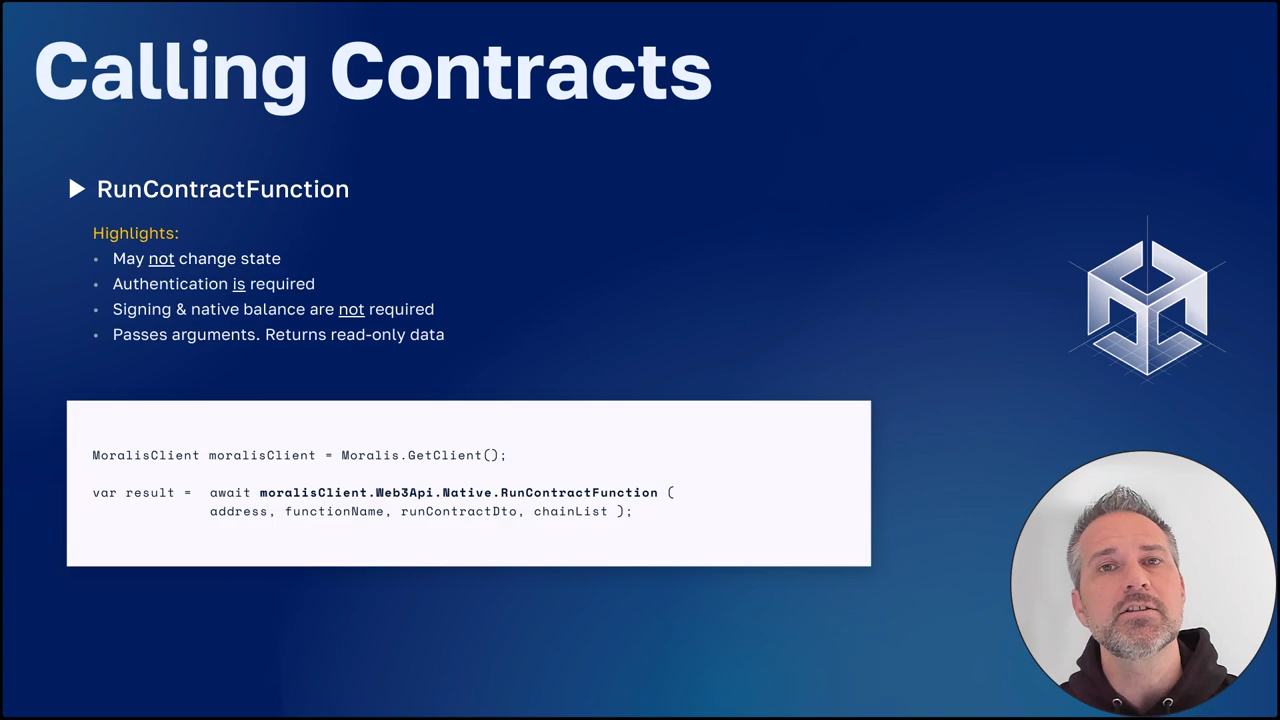 Calling Contracts
RunContractFunction
Highlights:
• May not change state
• Authentication is required
• Signing & native balance are not required
• Passes arguments. Returns read-only data
MoralisClient moralisClient = Moralis.GetClient();
var result = await moralisClient.Web3Api.Native.RunContractFunction (
address, functionName, runContractDto, chainList );